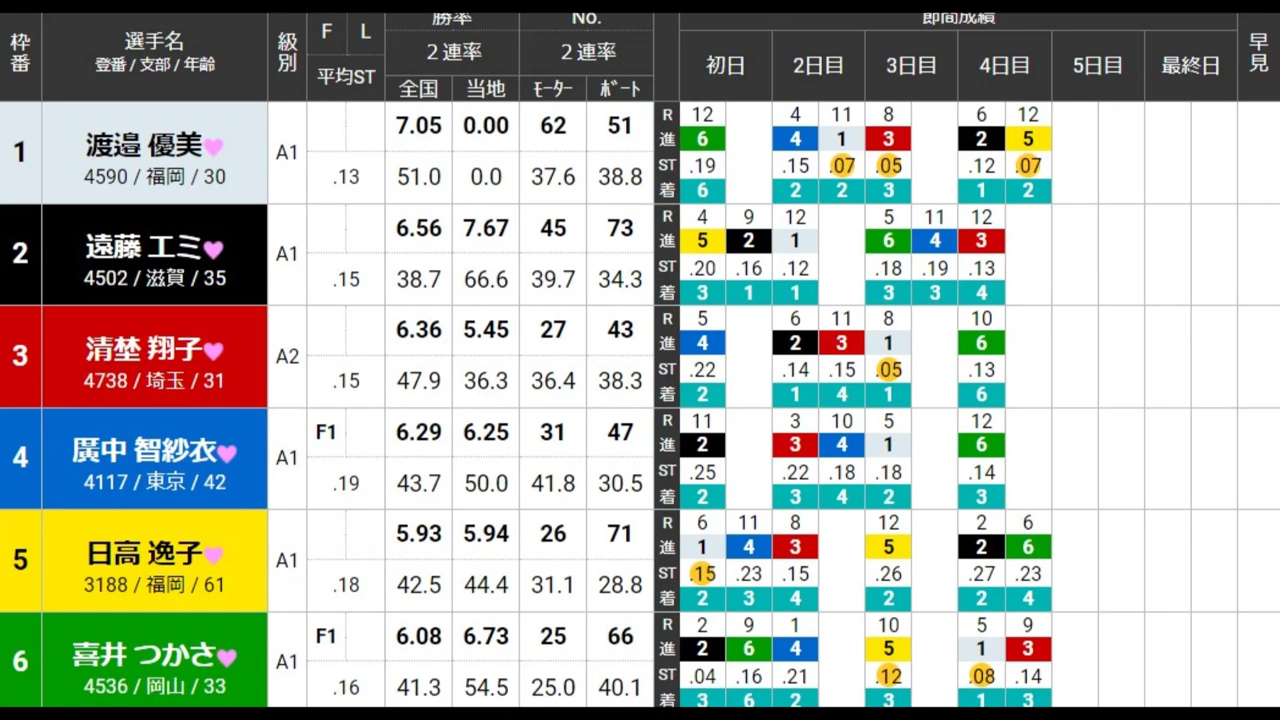 枠番 選手名 級別 F L 勝率 No. 節間成績 早見
登番 / 支部 / 年齢 平均ST 2連率 2連率 初日 2日目 3日目 4日目 5日目 最終日
全国 当地 ﾓｰﾀｰ ﾎﾞｰﾄ
R 12 4 11 8 6 12
1 渡邉 優美 7.05 0.00 62 51 進 6 4 1 3 2 5
4590 / 福岡 / 30 A1 .13 51.0 0.0 37.6 38.8 ST .19 .15 .07 .05 .12 .07
着 6 2 2 3 1 2
R 4 9 12 5 11 12
2 遠藤 エミ 6.56 7.67 45 73 進 5 2 1 6 4 3
4502 / 滋賀 / 35 A1 .15 38.7 66.6 39.7 34.3 ST .20 .16 .12 .18 .19 .13
着 3 1 1 3 3 4
R 5 6 11 8 10
3 清埜 翔子 6.36 5.45 27 43 進 4 2 3 1 6
4738 / 埼玉 / 31 A2 .15 47.9 36.3 36.4 38.3 ST .22 .14 .15 .05 .13
着 2 1 4 1 6
R 11 3 10 5 12
4 廣中 智紗衣 F1 6.29 6.25 31 47 進 2 3 4 1 6
4117 / 東京 / 42 A1 .19 43.7 50.0 41.8 30.5 ST .25 .22 .18 .18 .14
着 2 3 4 2 3
R 6 11 8 12 2 6
5 日高 逸子 5.93 5.94 26 71 進 1 4 3 5 2 6
3188 / 福岡 / 61 A1 .18 42.5 44.4 31.1 28.8 ST .15 .23 .15 .26 .27 .23
着 2 3 4 2 2 4
R 2 9 1 10 5 9
6 喜井 つかさ F1 6.08 6.73 25 66 進 2 6 4 5 1 3
4536 / 岡山 / 33 A1 .16 41.3 54.5 25.0 40.1 ST .04 .16 .21 .12 .08 .14
着 3 6 2 3 1 3